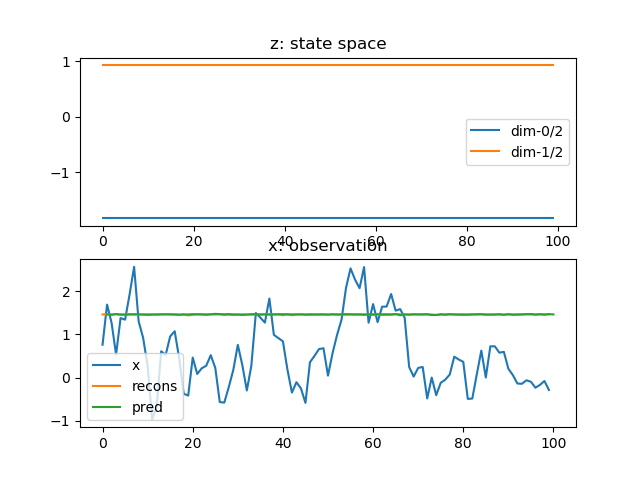 z: state space
1
0
−1
dim-0/2
dim-1/2
0 20 40 60 80 100
x: observation
2
1
0
−1
x
recons
pred
0 20 40 60 80 100